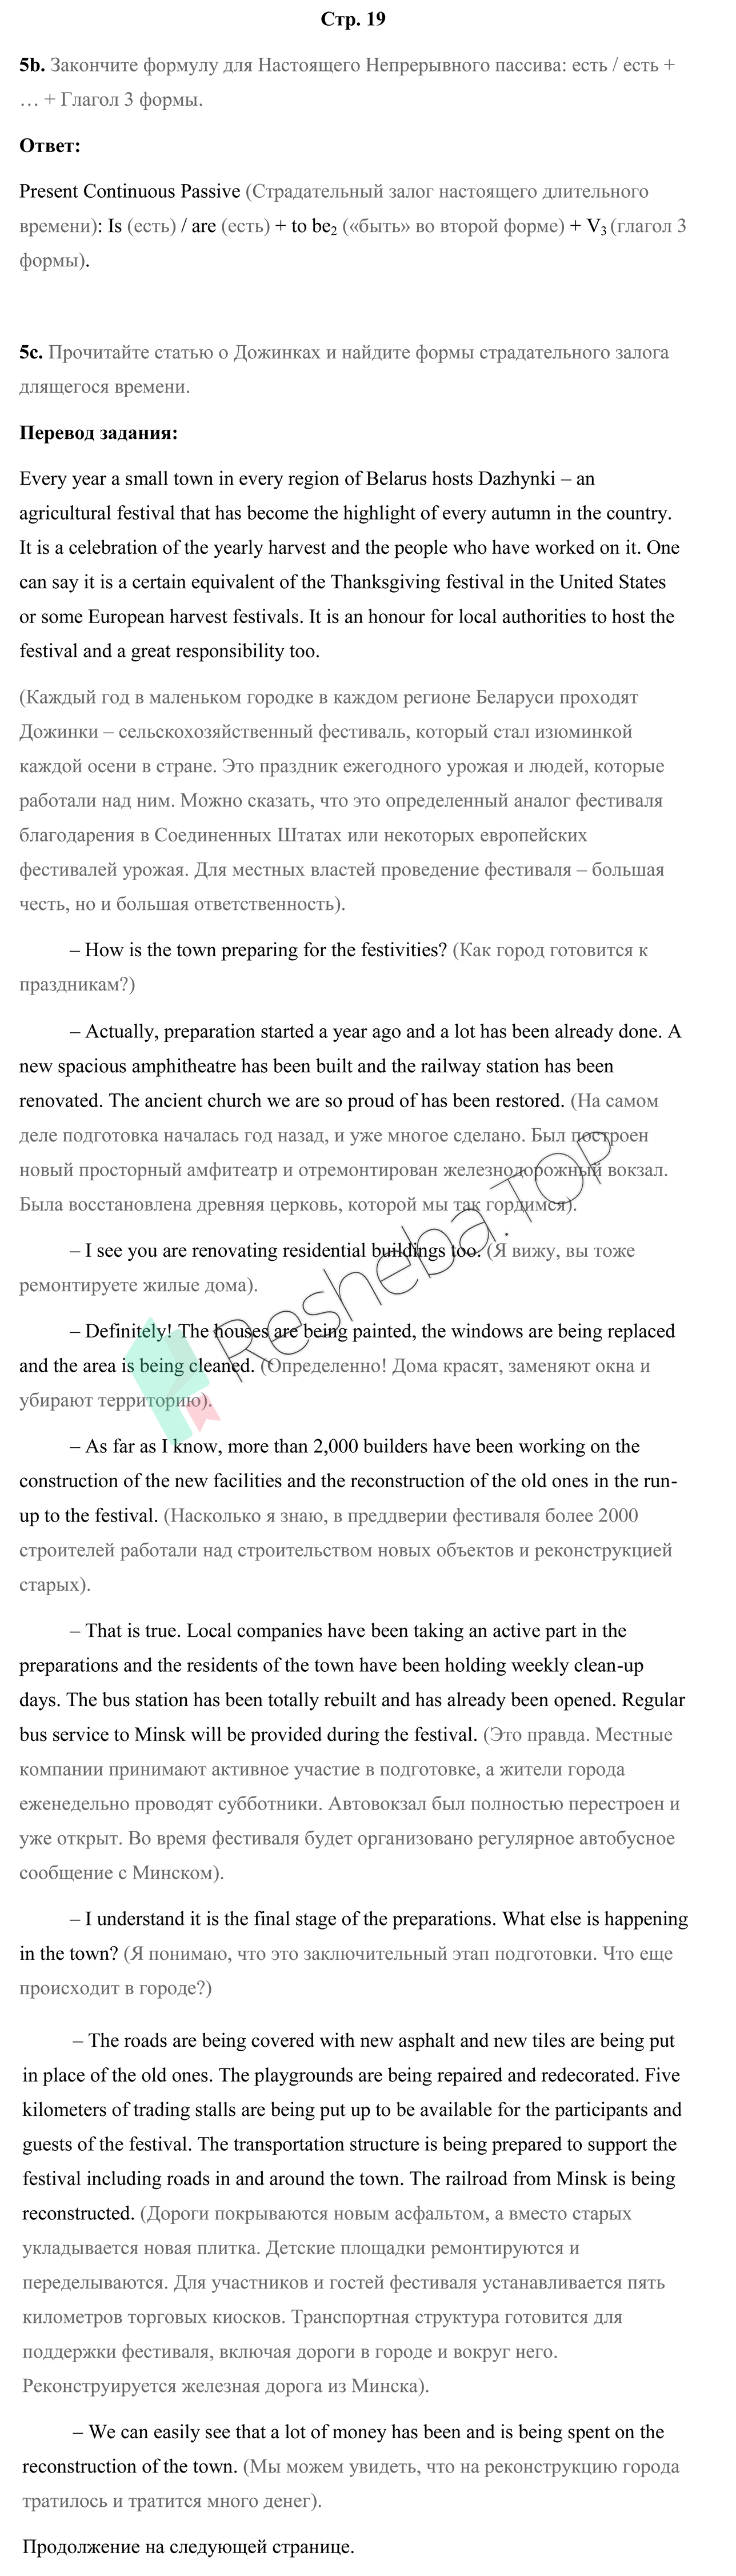 Стр. 19
5b. Закончите формулу для Настоящего Непрерывного пассива: есть / есть +
… + Глагол 3 формы.
Ответ:
Present Continuous Passive (Страдательный залог настоящего длительного
времени): Is (есть) / are (есть) + to be2 («быть» во второй форме) + V3 (глагол 3
формы).
5c. Прочитайте статью о Дожинках и найдите формы страдательного залога
длящегося времени.
Перевод задания:
Every year a small town in every region of Belarus hosts Dazhynki – an
agricultural festival that has become the highlight of every autumn in the country.
It is a celebration of the yearly harvest and the people who have worked on it. One
can say it is a certain equivalent of the Thanksgiving festival in the United States
or some European harvest festivals. It is an honour for local authorities to host the
festival and a great responsibility too.
(Каждый год в маленьком городке в каждом регионе Беларуси проходят
Дожинки – сельскохозяйственный фестиваль, который стал изюминкой
каждой осени в стране. Это праздник ежегодного урожая и людей, которые
работали над ним. Можно сказать, что это определенный аналог фестиваля
благодарения в Соединенных Штатах или некоторых европейских
фестивалей урожая. Для местных властей проведение фестиваля – большая
честь, но и большая ответственность).
– How is the town preparing for the festivities? (Как город готовится к
праздникам?)
– Actually, preparation started a year ago and a lot has been already done. A
new spacious amphitheatre has been built and the railway station has been
renovated. The ancient church we are so proud of has been restored. (На самом
деле подготовка началась год назад, и уже многое сделано. Был построен
новый просторный амфитеатр и отремонтирован железнодорожный вокзал.
Была восстановлена древняя церковь, которой мы так гордимся).
– I see you are renovating residential buildings too. (Я вижу, вы тоже
ремонтируете жилые дома).
– Definitely! The houses are being painted, the windows are being replaced
and the area is being cleaned. (Определенно! Дома красят, заменяют окна и
убирают территорию).
Resheba.TOP
– As far as I know, more than 2,000 builders have been working on the
construction of the new facilities and the reconstruction of the old ones in the run-
up to the festival. (Насколько я знаю, в преддверии фестиваля более 2000
строителей работали над строительством новых объектов и реконструкцией
старых).
– That is true. Local companies have been taking an active part in the
preparations and the residents of the town have been holding weekly clean-up
days. The bus station has been totally rebuilt and has already been opened. Regular
bus service to Minsk will be provided during the festival. (Это правда. Местные
компании принимают активное участие в подготовке, а жители города
еженедельно проводят субботники. Автовокзал был полностью перестроен и
уже открыт. Во время фестиваля будет организовано регулярное автобусное
сообщение с Минском).
– I understand it is the final stage of the preparations. What else is happening
in the town? (Я понимаю, что это заключительный этап подготовки. Что еще
происходит в городе?)
– The roads are being covered with new asphalt and new tiles are being put
in place of the old ones. The playgrounds are being repaired and redecorated. Five
kilometers of trading stalls are being put up to be available for the participants and
guests of the festival. The transportation structure is being prepared to support the
festival including roads in and around the town. The railroad from Minsk is being
reconstructed. (Дороги покрываются новым асфальтом, а вместо старых
укладывается новая плитка. Детские площадки ремонтируются и
переделываются. Для участников и гостей фестиваля устанавливается пять
километров торговых киосков. Транспортная структура готовится для
поддержки фестиваля, включая дороги в городе и вокруг него.
Реконструируется железная дорога из Минска).
– We can easily see that a lot of money has been and is being spent on the
reconstruction of the town. (Мы можем увидеть, что на реконструкцию города
тратилось и тратится много денег).
Продолжение на следующей странице.